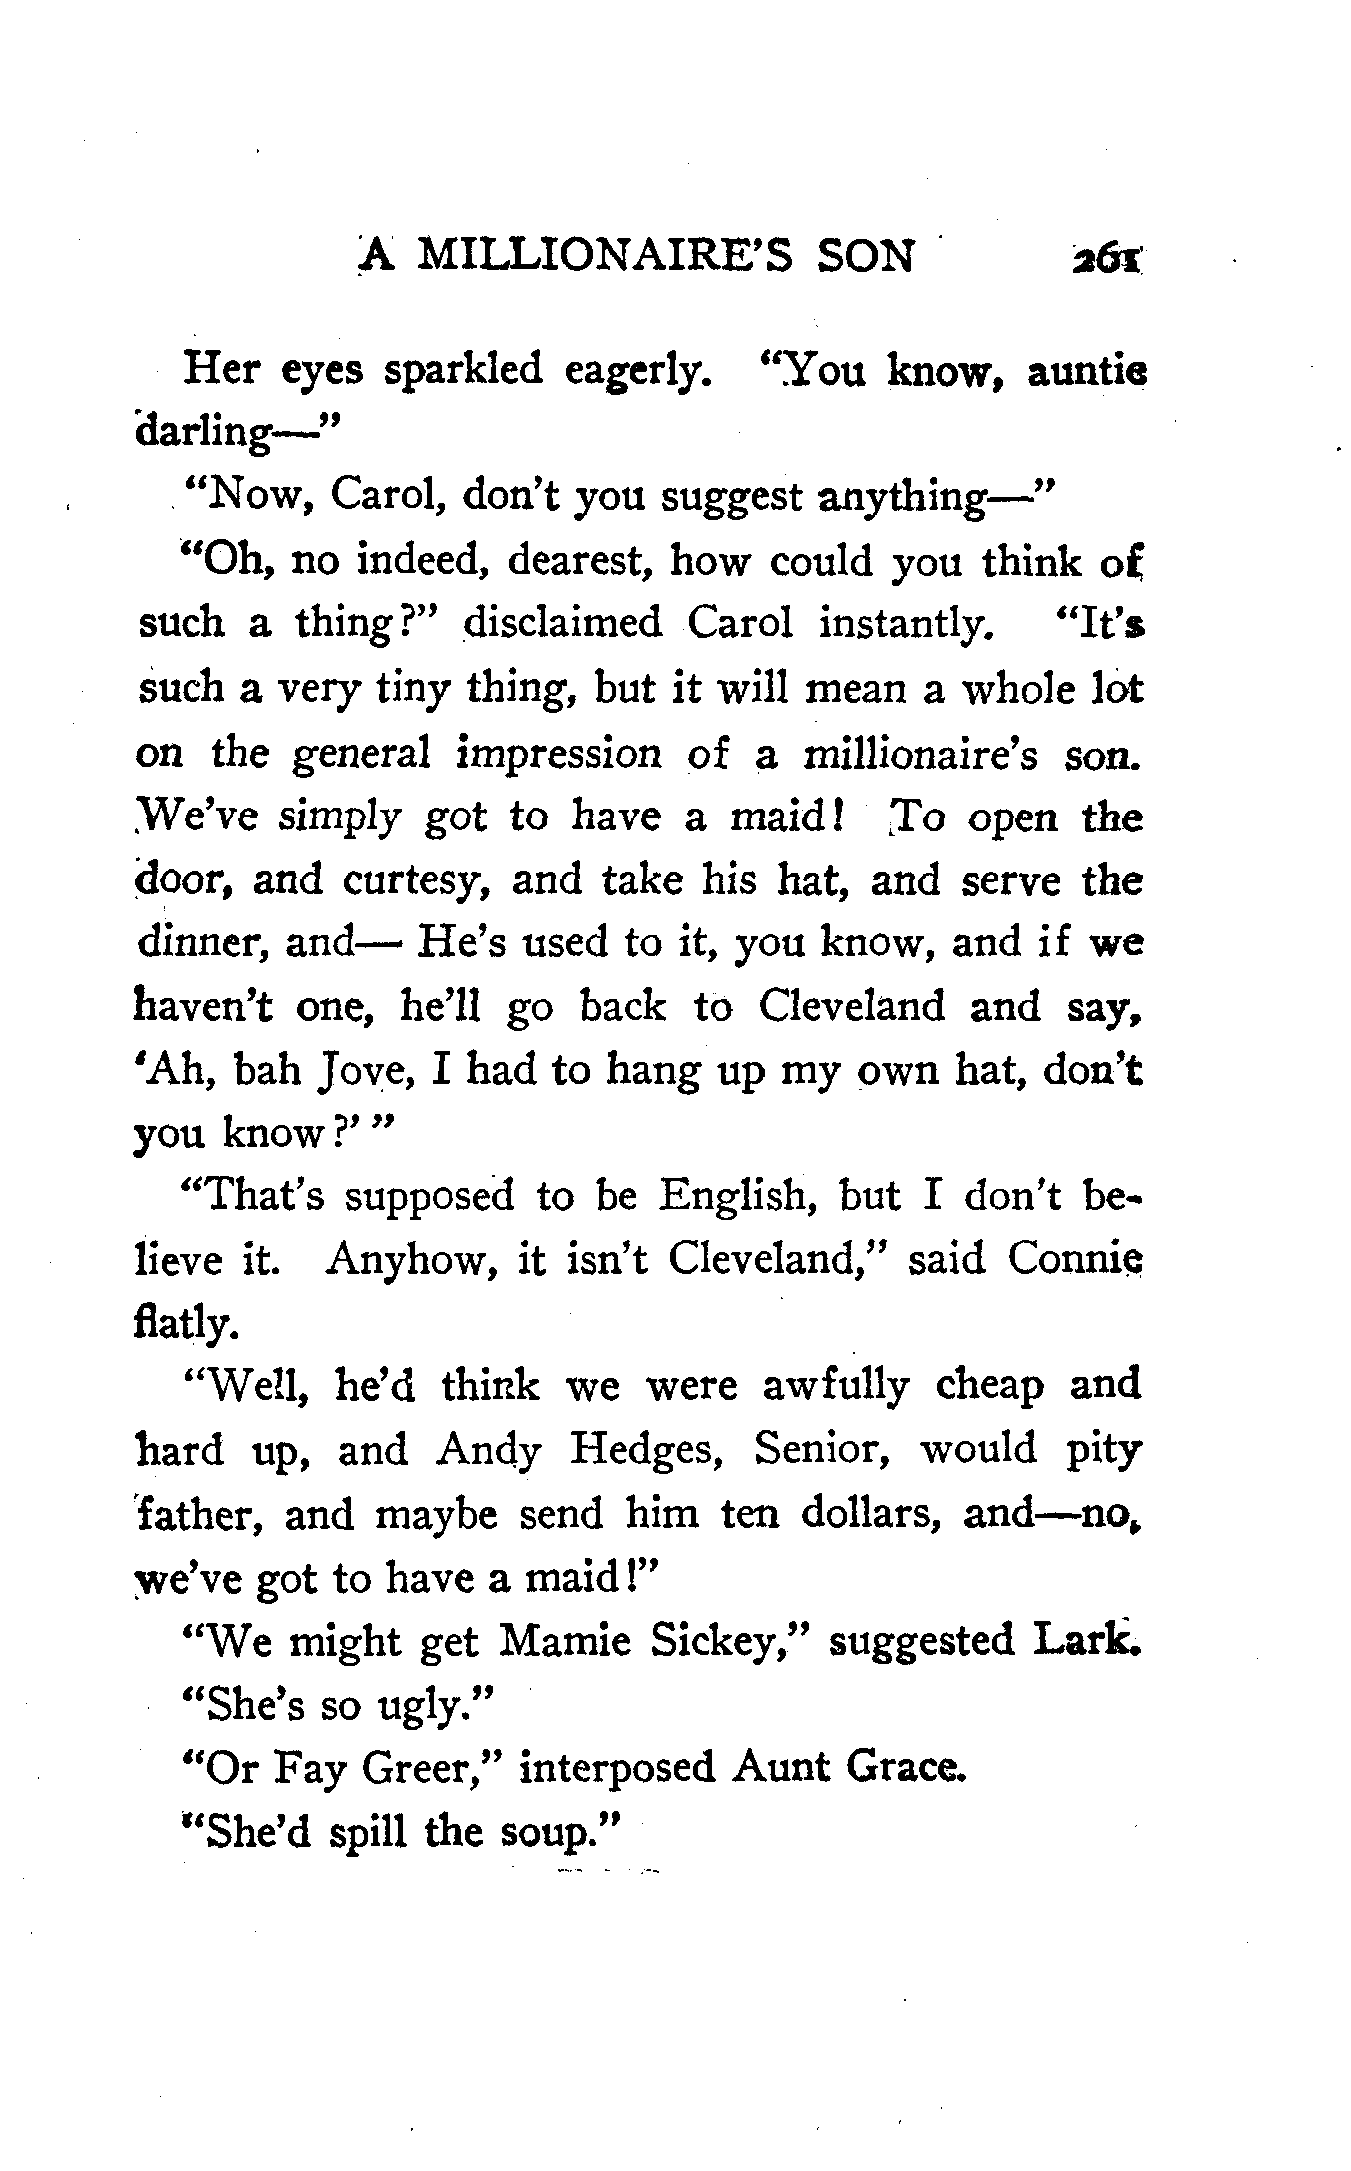 A MILLIONAIRE'S SON 261
Her eyes sparkled eagerly. "You know, auntie
darling—"
"Now, Carol, don't you suggest anything—"
"Oh, no indeed, dearest, how could you think of
such a thing?" disclaimed Carol instantly. "It's
such a very tiny thing, but it will mean a whole lot
on the general impression of a millionaire's son.
We've simply got to have a maid! To open the
door, and curtesy, and take his hat, and serve the
dinner, and— He's used to it, you know, and if we
haven't one, he'll go back to Cleveland and say,
'Ah, bah Jove, I had to hang up my own hat, don't
you know?' "
"That's supposed to be English, but I don't be-
lieve it. Anyhow, it isn't Cleveland," said Connie
flatly.
"Well, he'd think we were awfully cheap and
hard up, and Andy Hedges, Senior, would pity
father, and maybe send him ten dollars, and—no,
we've got to have a maid!"
"We might get Mamie Sickey," suggested Lark.
"She's so ugly."
"Or Fay Greer," interposed Aunt Grace.
"She'd spill the soup."